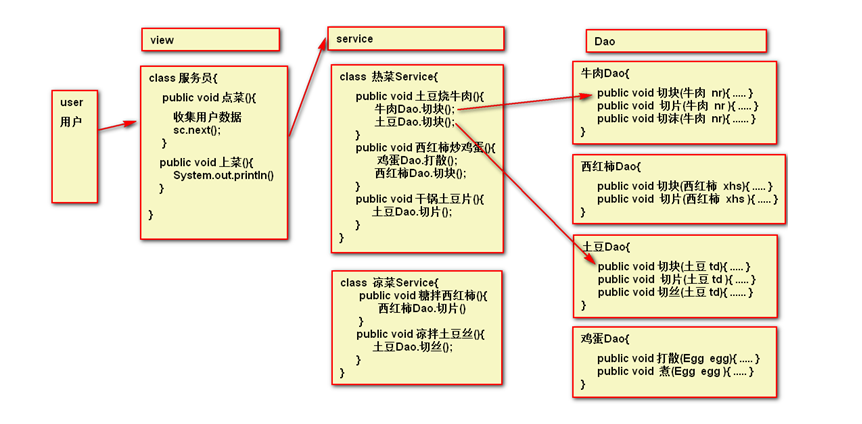 user
用户
view
class 服务员{
public void 点菜(){
收集用户数据
sc.next();
}
public void 上菜(){
System.out.println()
}
}
service
class 热菜Service{
public void 土豆烧牛肉(){
牛肉Dao.切块();
土豆Dao.切块();
}
public void 西红柿炒鸡蛋(){
鸡蛋Dao.打散();
西红柿Dao.切块();
}
public void 干锅土豆片(){
土豆Dao.切片();
}
}
class 凉菜Service{
public void 糖拌西红柿(){
西红柿Dao.切片()
}
public void 凉拌土豆丝(){
土豆Dao.切丝();
}
}
Dao
牛肉Dao{
public void 切块(牛肉 nr){ ..... }
public void 切片(牛肉 nr ){ ..... }
public void 切沫(牛肉 nr){ ...... }
}
西红柿Dao{
public void 切块(西红柿 xhs){ ..... }
public void 切片(西红柿 xhs ){ ..... }
}
土豆Dao{
public void 切块(土豆 td){ ..... }
public void 切片(土豆 td ){ ..... }
public void 切丝(土豆 td){ ...... }
}
鸡蛋Dao{
public void 打散(Egg egg){ ..... }
public void 煮(Egg egg ){ ..... }
}